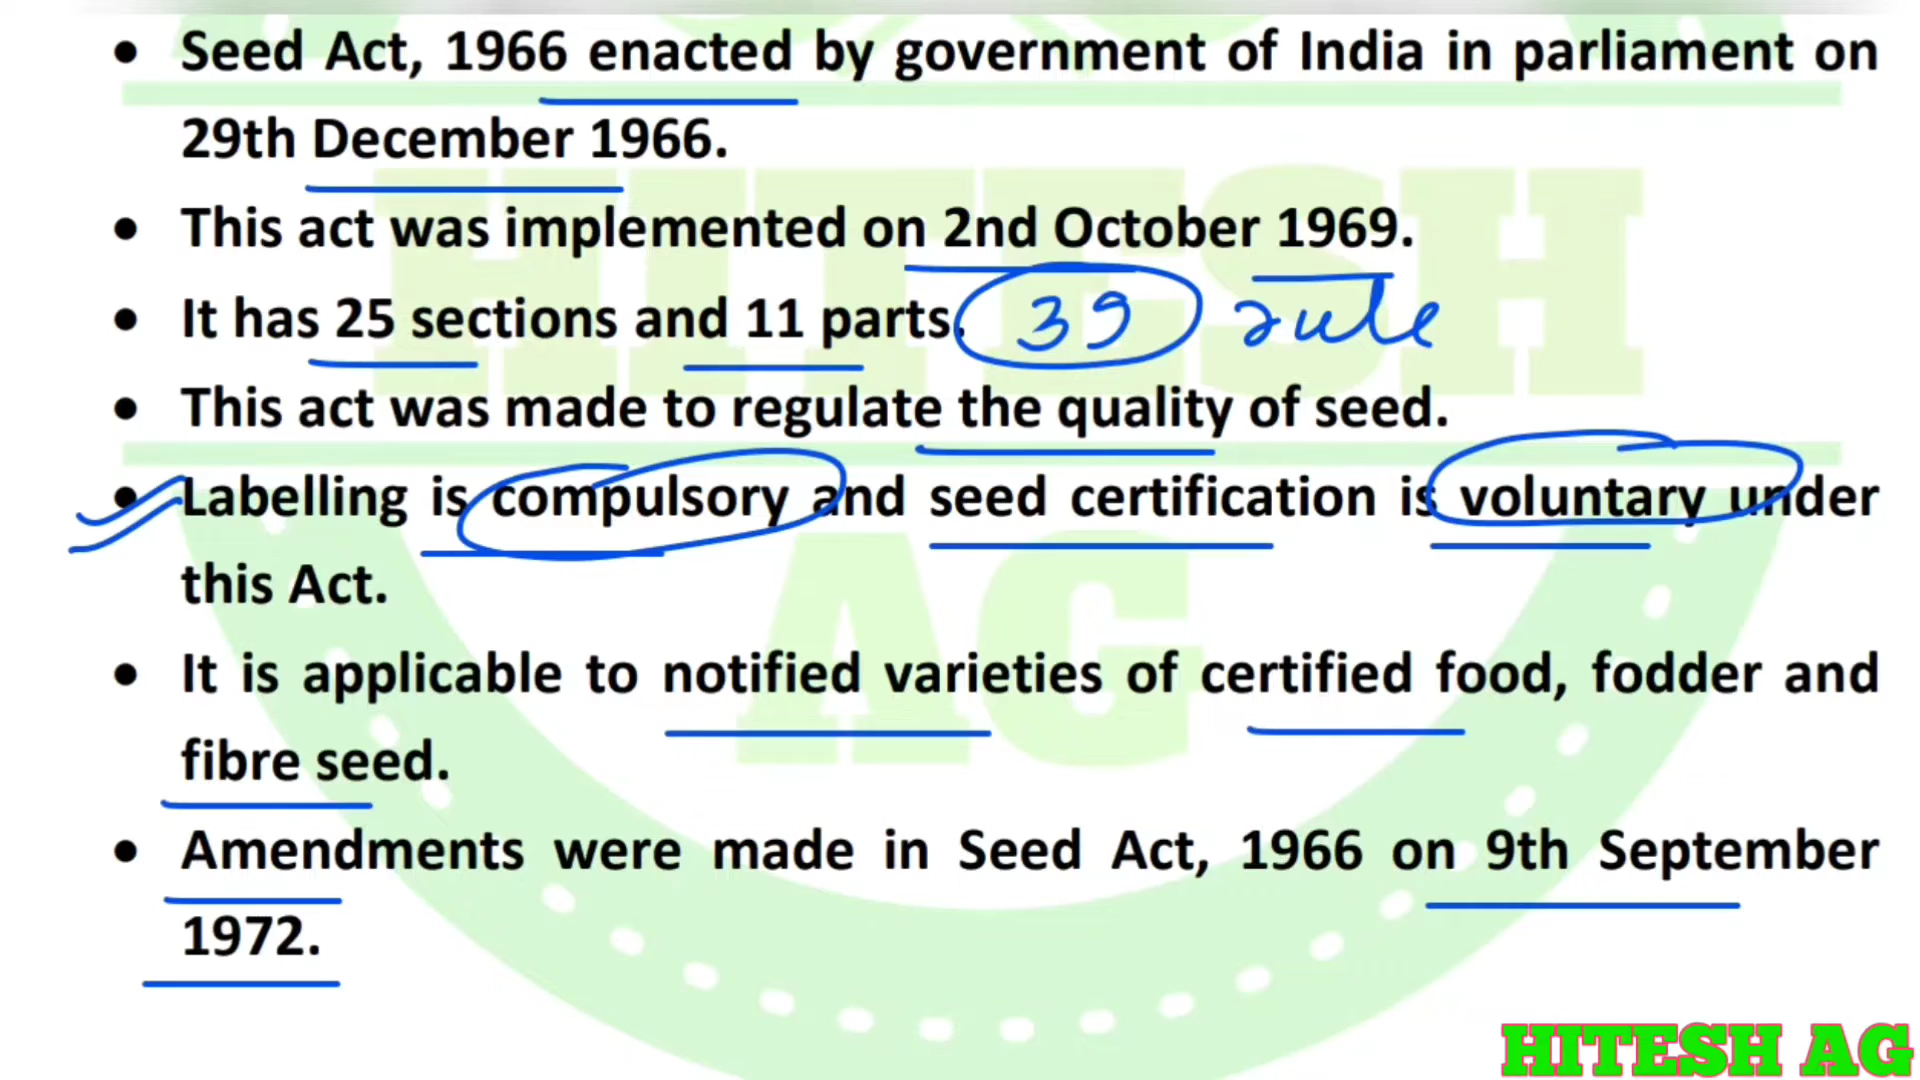 • Seed Act, 1966 enacted by government of India in parliament on
29th December 1966.
• This act was implemented on 2nd October 1969.
• It has 25 sections and 11 parts. 39 rule
• This act was made to regulate the quality of seed.
• Labelling is compulsory and seed certification is voluntary under
this Act.
• It is applicable to notified varieties of certified food, fodder and
fibre seed.
• Amendments were made in Seed Act, 1966 on 9th September
1972.
HITESH
AG
HITESH AG